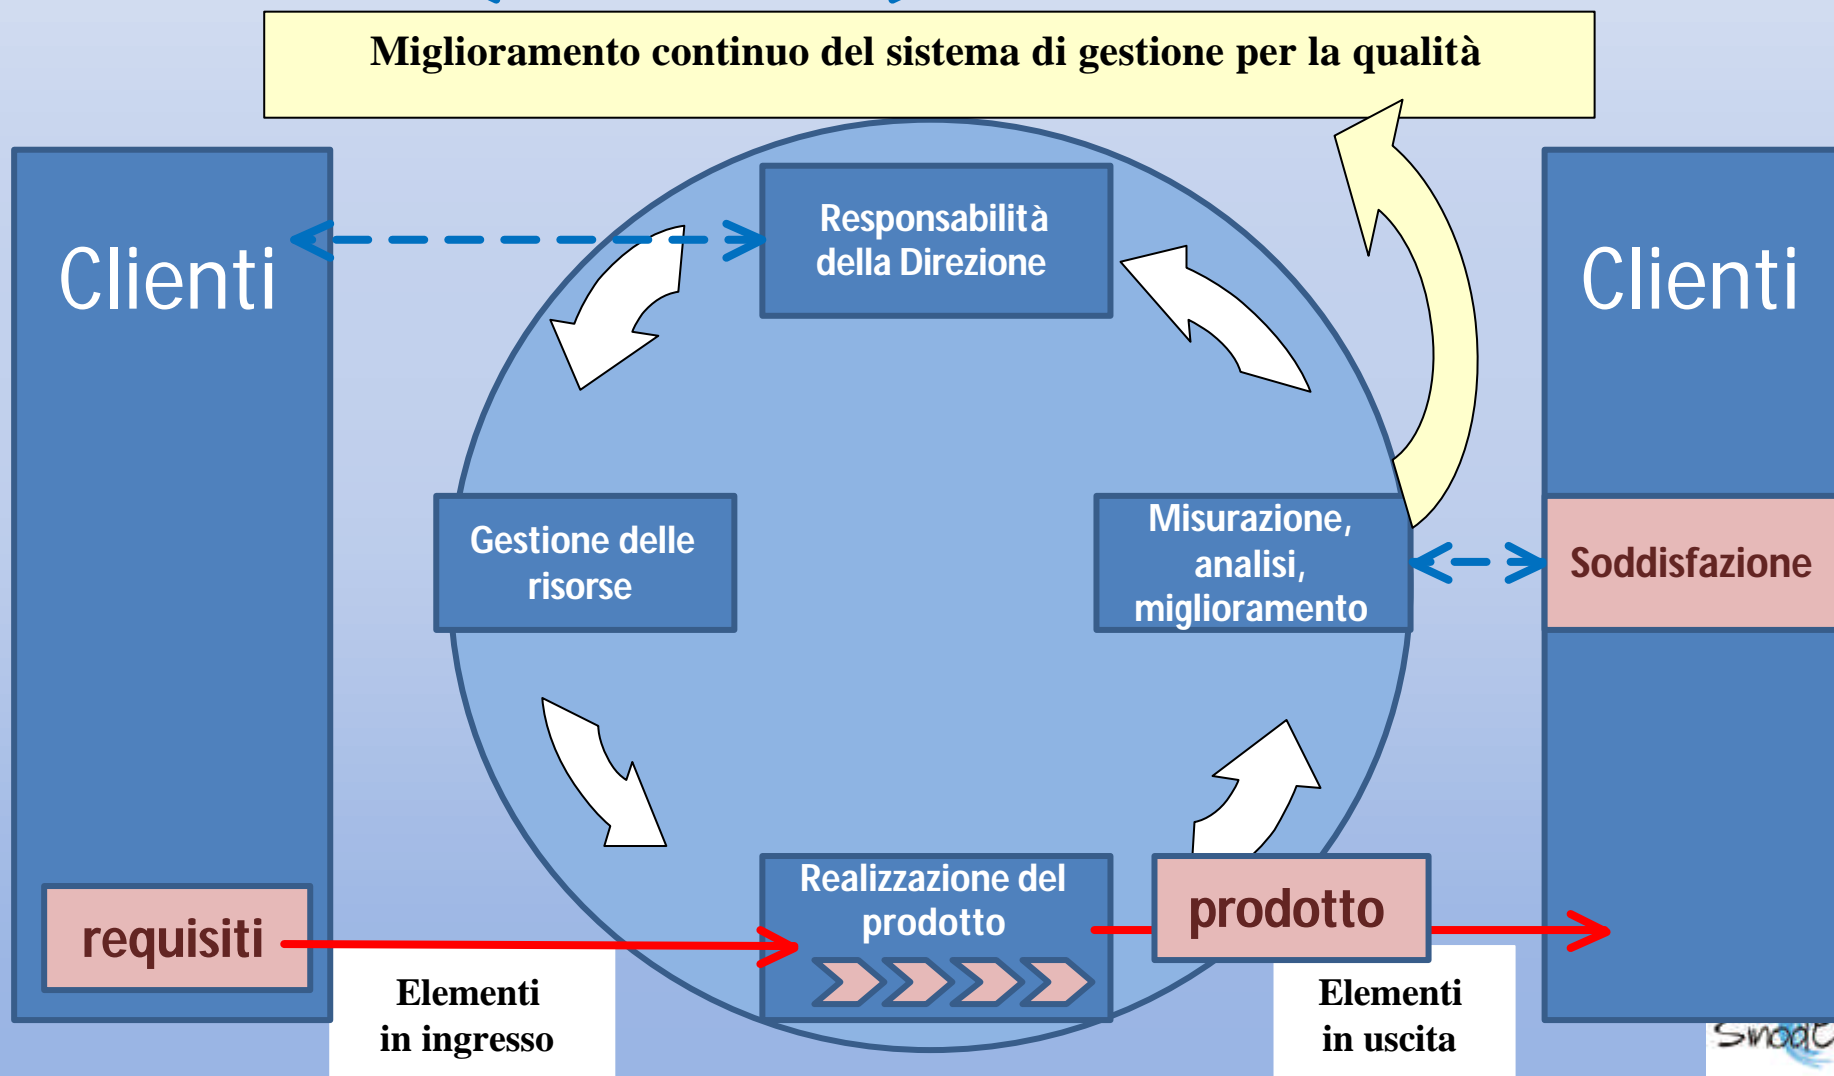 Miglioramento continuo del sistema di gestione per la qualità
Clienti
Responsabilità
della Direzione
Clienti
Gestione delle
risorse
Misurazione,
analisi,
miglioramento
Soddisfazione
requisiti
Realizzazione del
prodotto
prodotto
Elementi
in ingresso
Elementi
in uscita